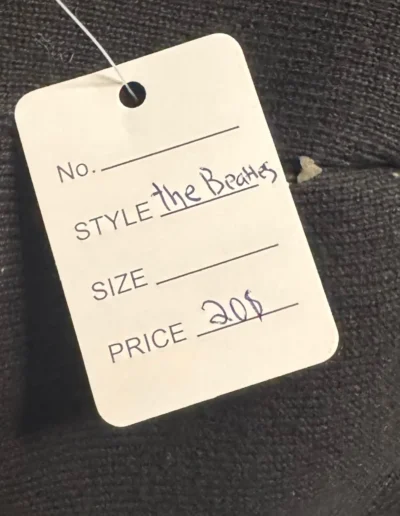 No.
STYLE the Beatles
SIZE
PRICE 20$